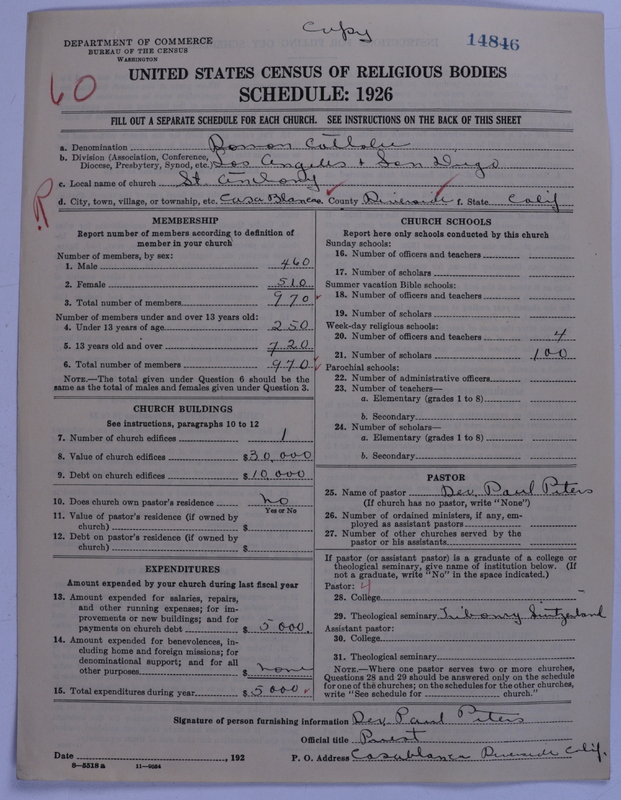 Copy
14846
DEPARTMENT OF COMMERCE
BUREAU OF THE CENSUS
WASHINGTON
60
UNITED STATES CENSUS OF RELIGIOUS BODIES
SCHEDULE: 1926
FILL OUT A SEPARATE SCHEDULE FOR EACH CHURCH. SEE INSTRUCTIONS ON THE BACK OF THIS SHEET
a. Denomination Roman Catholic
b. Division (Association, Conference,
Diocese, Presbytery, Synod, etc.) Los Angeles + San Diego
c. Local name of church St. Anthony
d. City, town, village, or township, etc. Casa Blanca e. County Riverside f. State Calif
MEMBERSHIP
Report number of members according to definition of
member in your church
Number of members, by sex:
1. Male 460
2. Female 510
3. Total number of members 970
Number of members under and over 13 years old:
4. Under 13 years of age 250
5. 13 years old and over 720
6. Total number of members 970
NOTE.—The total given under Question 6 should be the
same as the total of males and females given under Question 3.
CHURCH BUILDINGS
See instructions, paragraphs 10 to 12
7. Number of church edifices 1
8. Value of church edifices $30,000
9. Debt on church edifices $10,000
10. Does church own pastor's residence no
Yes or No
11. Value of pastor's residence (if owned by
church) $
12. Debt on pastor's residence (if owned by
church) $
EXPENDITURES
Amount expended by your church during last fiscal year
13. Amount expended for salaries, repairs,
and other running expenses; for im-
provements or new buildings; and for
payments on church debt $5000.
14. Amount expended for benevolences, in-
cluding home and foreign missions; for
denominational support; and for all
other purposes $none
15. Total expenditures during year $5000
CHURCH SCHOOLS
Report here only schools conducted by this church
Sunday schools:
16. Number of officers and teachers
17. Number of scholars
Summer vacation Bible schools:
18. Number of officers and teachers
19. Number of scholars
Week-day religious schools:
20. Number of officers and teachers 4
21. Number of scholars 100
Parochial schools:
22. Number of administrative officers
23. Number of teachers—
a. Elementary (grades 1 to 8)
b. Secondary
24. Number of scholars—
a. Elementary (grades 1 to 8)
b. Secondary
PASTOR
25. Name of pastor Rev. Paul Peters
(If church has no pastor, write "None")
26. Number of ordained ministers, if any, em-
ployed as assistant pastors
27. Number of other churches served by the
pastor or his assistants
If pastor (or assistant pastor) is a graduate of a college or
theological seminary, give name of institution below. (If
not a graduate, write "No" in the space indicated.)
Pastor: 4
28. College
29. Theological seminary Switzerland
Assistant pastor:
30. College
31. Theological seminary
NOTE.—Where one pastor serves two or more churches,
Questions 28 and 29 should be answered only on the schedule
for one of the churches; on the schedules for the other churches,
write "See schedule for church."
Signature of person furnishing information Rev. Paul Peters
Official title Priest
Date , 192 P. O. Address Casablanca Riverside Calif.
8—5518 a 11—9024